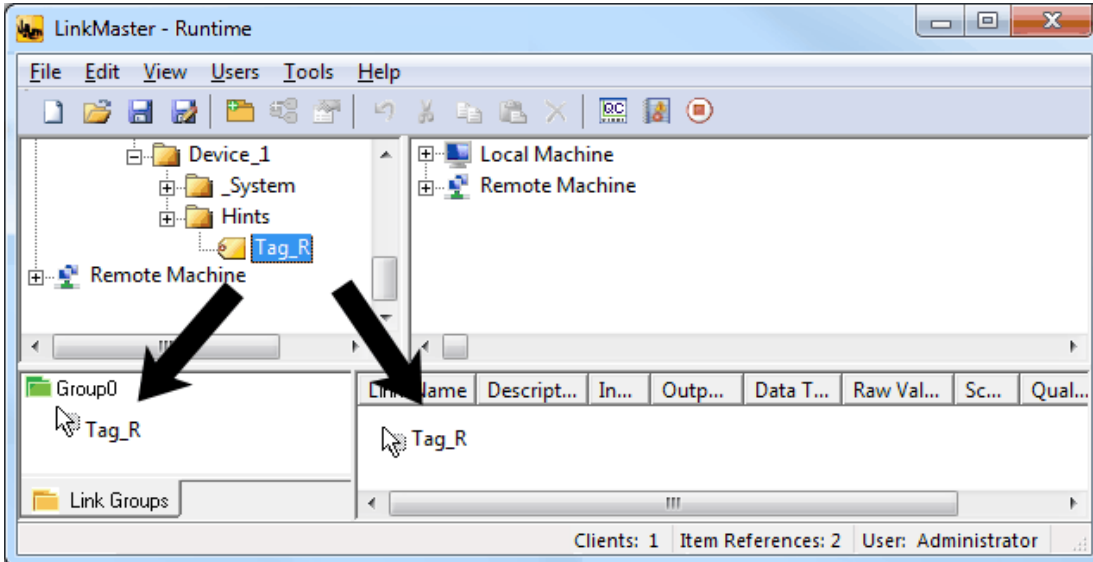 LinkMaster - Runtime
File Edit View Users Tools Help
Device_1
_System
Hints
Tag_R
Remote Machine
Local Machine
Remote Machine
Group0
Tag_R
Link Groups
Link Name Descript... In... Outp... Data T... Raw Val... Sc... Qual...
Tag_R
Clients: 1 Item References: 2 User: Administrator